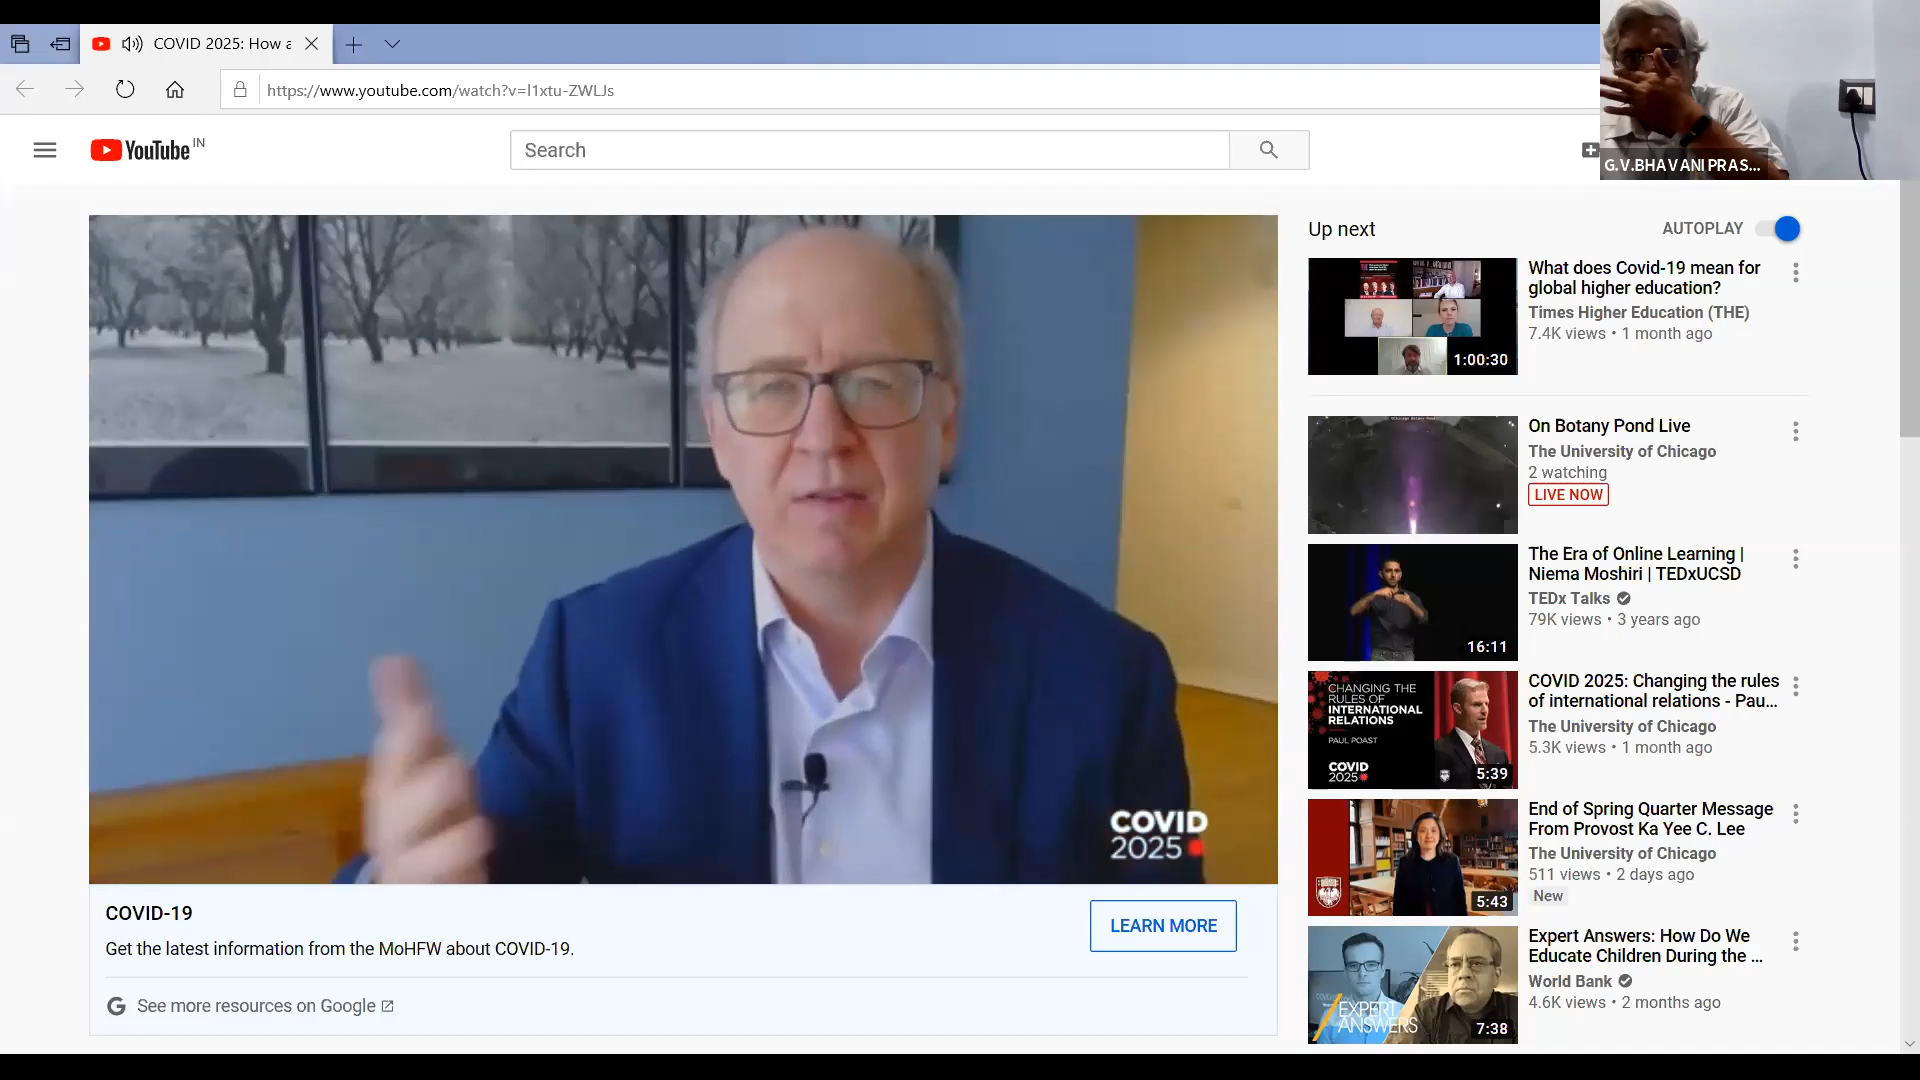 COVID 2025: How a
https://www.youtube.com/watch?v=l1xtu-ZWLJs
YouTube IN
Search
G.V.BHAVANI PRAS...
COVID
2025
COVID-19
Get the latest information from the MoHFW about COVID-19.
LEARN MORE
See more resources on Google
Up next
AUTOPLAY
1:00:30
What does Covid-19 mean for
global higher education?
Times Higher Education (THE)
7.4K views • 1 month ago
On Botany Pond Live
The University of Chicago
2 watching
LIVE NOW
16:11
The Era of Online Learning |
Niema Moshiri | TEDxUCSD
TEDx Talks
79K views • 3 years ago
CHANGING THE
RULES OF
INTERNATIONAL
RELATIONS
PAUL POAST
COVID
2025
5:39
COVID 2025: Changing the rules
of international relations - Pau...
The University of Chicago
5.3K views • 1 month ago
5:43
End of Spring Quarter Message
From Provost Ka Yee C. Lee
The University of Chicago
511 views • 2 days ago
New
EXPERT
ANSWERS
7:38
Expert Answers: How Do We
Educate Children During the ...
World Bank
4.6K views • 2 months ago